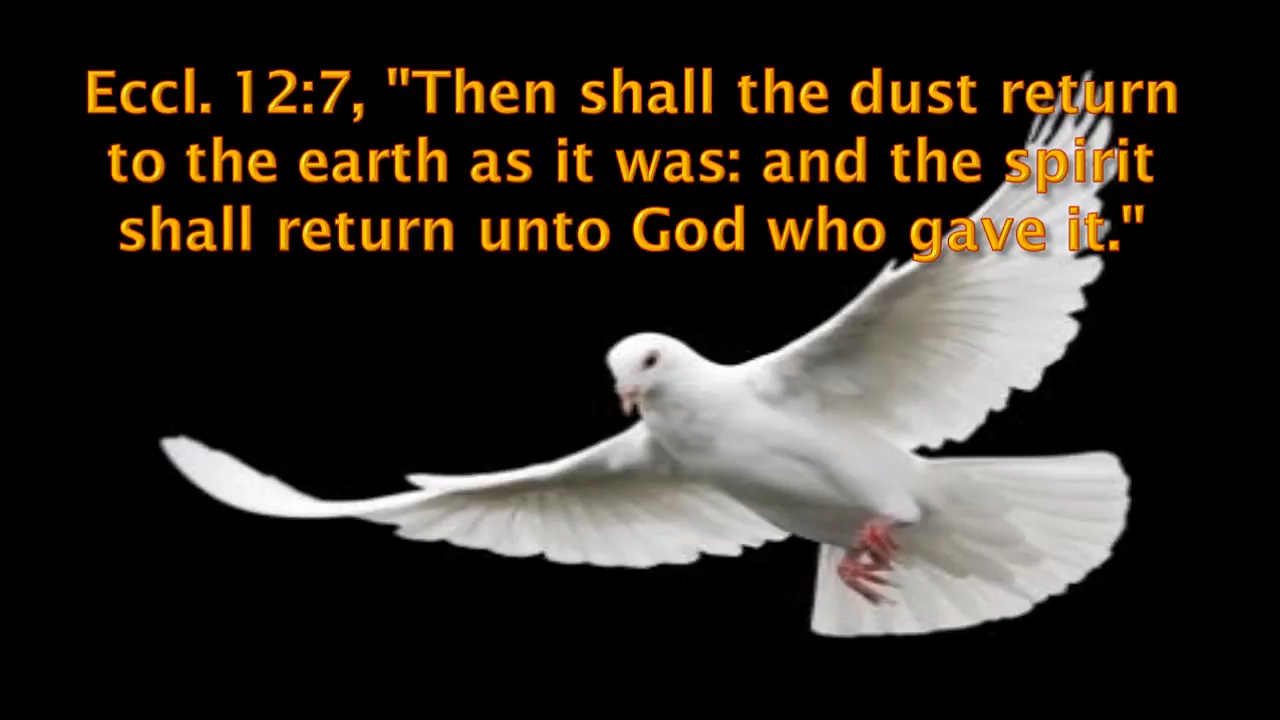 Eccl. 12:7, "Then shall the dust return
to the earth as it was: and the spirit
shall return unto God who gave it."